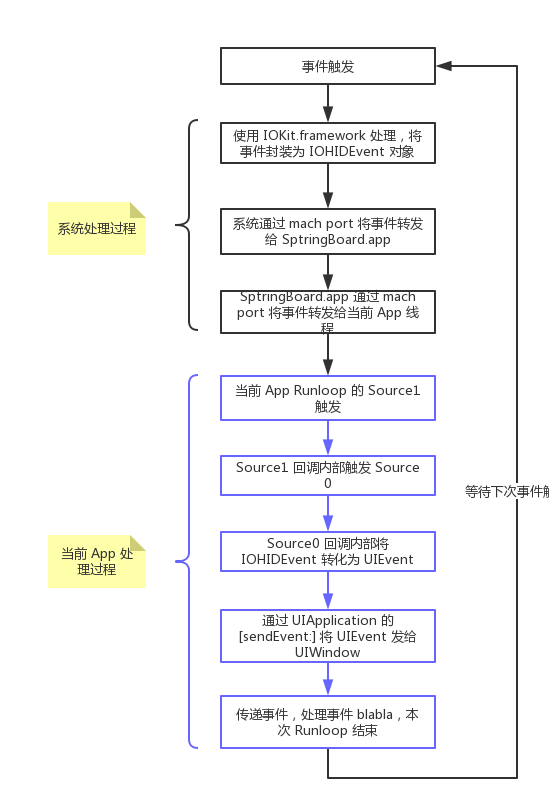 事件触发
使用 IOKit.framework 处理，将
事件封装为 IOHIDEvent 对象
系统通过 mach port 将事件转发
给 SptringBoard.app
系统处理过程
SptringBoard.app 通过 mach
port 将事件转发给当前 App 线
程
当前 App Runloop 的 Source1
触发
Source1 回调内部触发 Source
0
等待下次事件触
Source0 回调内部将
IOHIDEvent 转化为 UIEvent
当前 App 处
理过程
通过 UIApplication 的
[sendEvent:] 将 UIEvent 发给
UIWindow
传递事件，处理事件 blabla，本
次 Runloop 结束